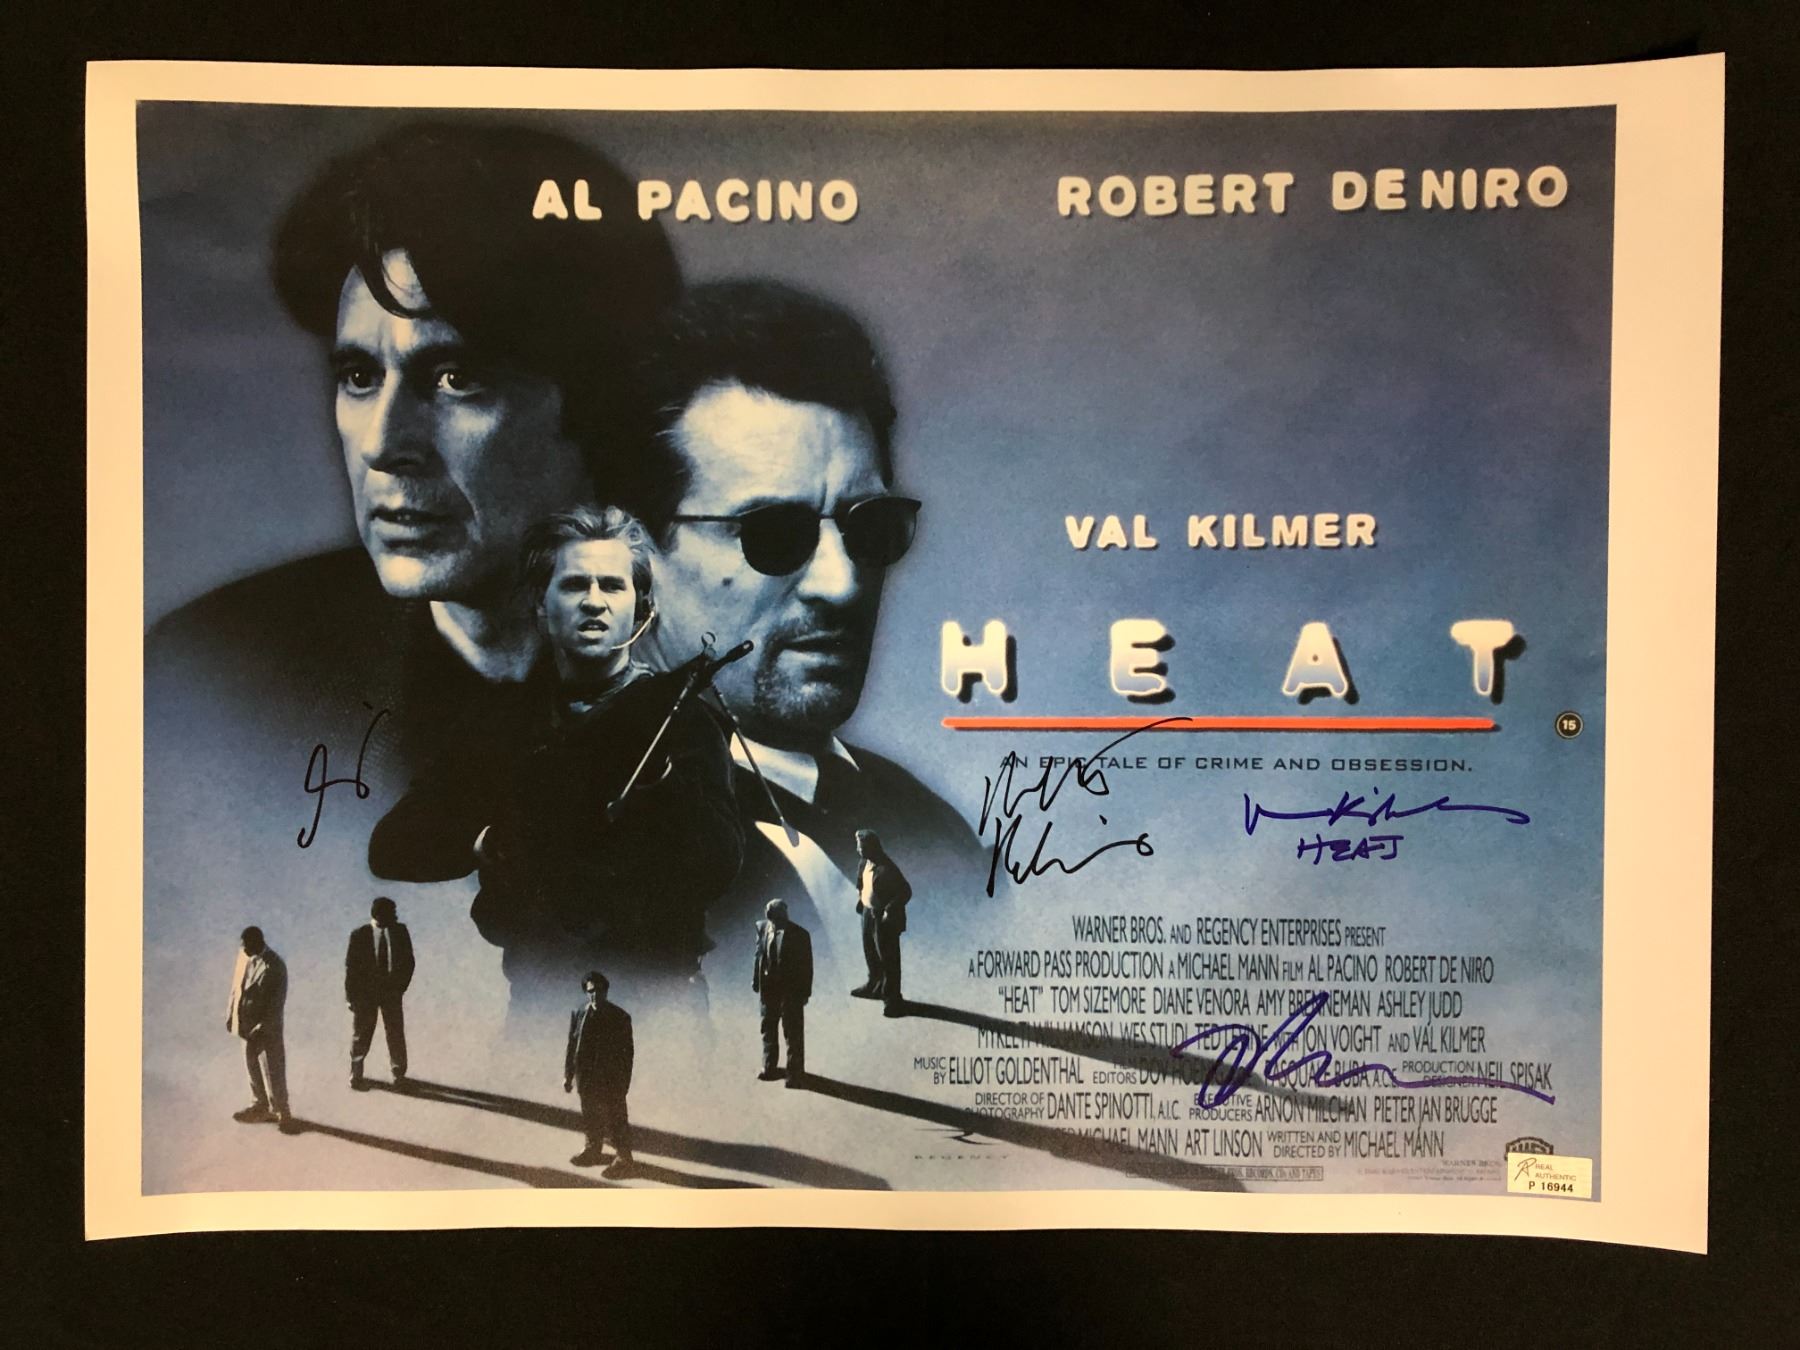 AL PACINO ROBERT DE NIRO
VAL KILMER
HEAT
15
AN EPIC TALE OF CRIME AND OBSESSION.
HEAT
WARNER BROS. AND REGENCY ENTERPRISES PRESENT
A FORWARD PASS PRODUCTION A MICHAEL MANN FILM AL PACINO ROBERT DE NIRO
"HEAT" TOM SIZEMORE DIANE VENORA AMY BRENNEMAN ASHLEY JUDD
MYKELTI WILLIAMSON WES STUDI TED LEVINE WITH JON VOIGHT AND VAL KILMER
MUSIC BY ELLIOT GOLDENTHAL EDITORS DOV PASQUALE BUBA, A.C.E. PRODUCTION DESIGNER NEIL SPISAK
DIRECTOR OF PHOTOGRAPHY DANTE SPINOTTI, A.I.C. EXECUTIVE PRODUCERS ARNON MILCHAN PIETER JAN BRUGGE
MICHAEL MANN ART LINSON WRITTEN AND DIRECTED BY MICHAEL MANN
REGENCY
REAL
AUTHENTIC
P 16944